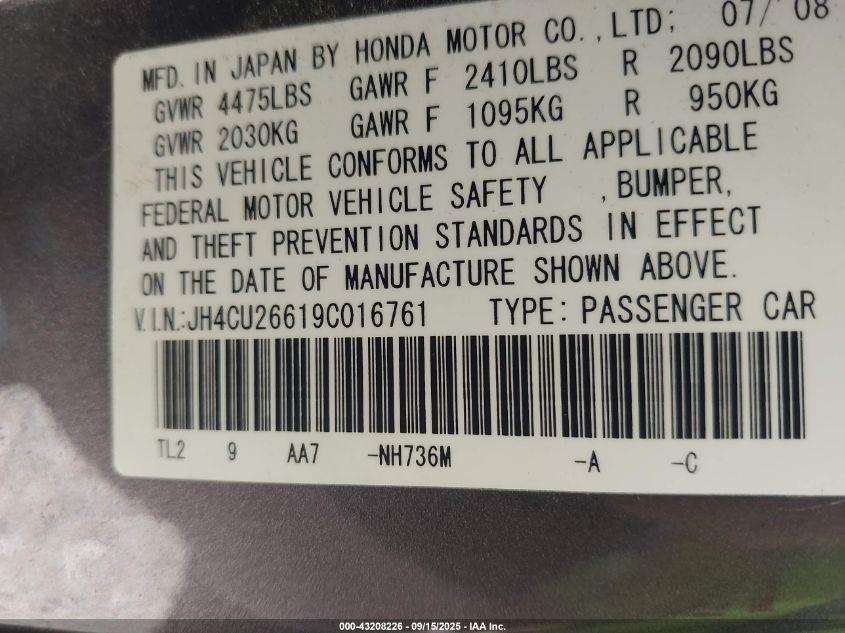 MFD. IN JAPAN BY HONDA MOTOR CO.,LTD; 07/ 08
GVWR 4475LBS GAWR F 2410LBS R 2090LBS
GVWR 2030KG GAWR F 1095KG R 950KG
THIS VEHICLE CONFORMS TO ALL APPLICABLE
FEDERAL MOTOR VEHICLE SAFETY , BUMPER,
AND THEFT PREVENTION STANDARDS IN EFFECT
ON THE DATE OF MANUFACTURE SHOWN ABOVE.
V.I.N.:JH4CU26619C016761 TYPE: PASSENGER CAR
TL2 9 AA7 -NH736M -A -C
000-43208226 - 09/15/2025 - IAA Inc.